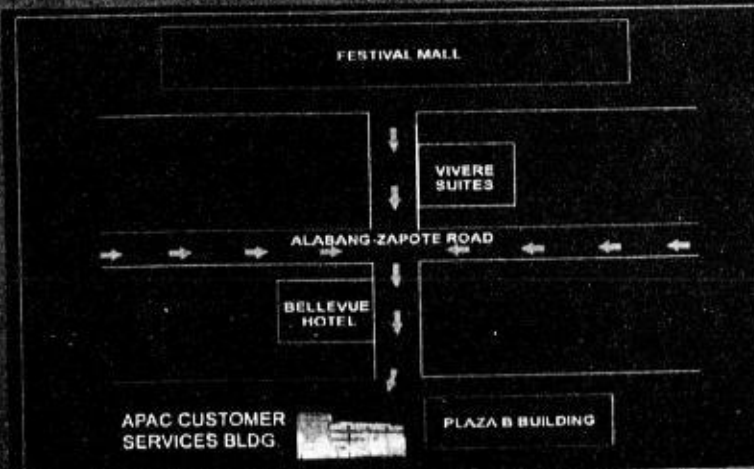 FESTIVAL MALL
VIVERE
SUITES
ALABANG-ZAPOTE ROAD
BELLEVUE
HOTEL
APAC CUSTOMER
SERVICES BLDG.
PLAZA B BUILDING